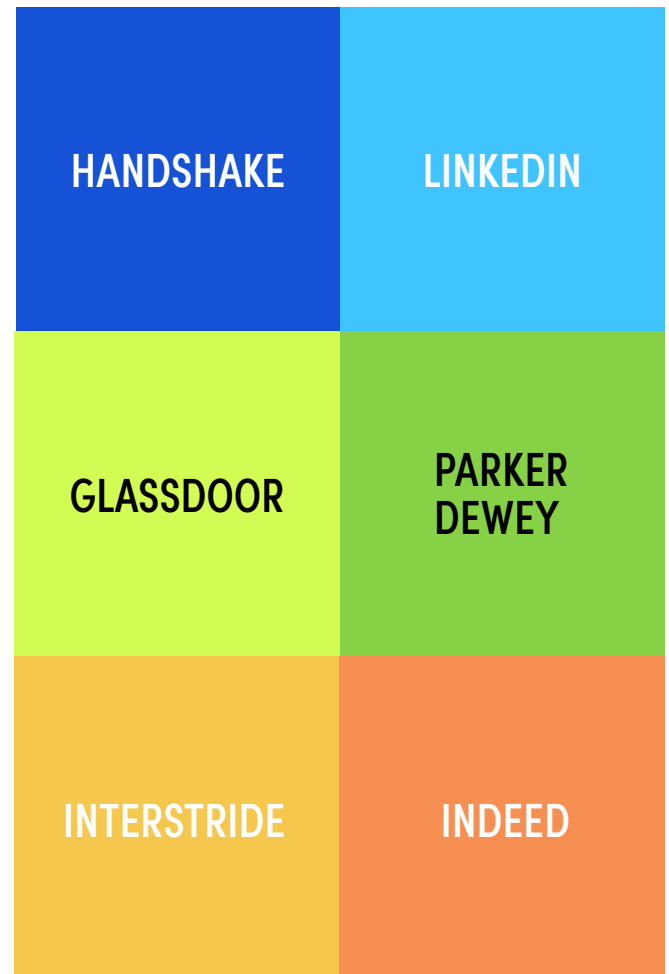 HANDSHAKE
LINKEDIN
GLASSDOOR
PARKER
DEWEY
INTERSTRIDE
INDEED